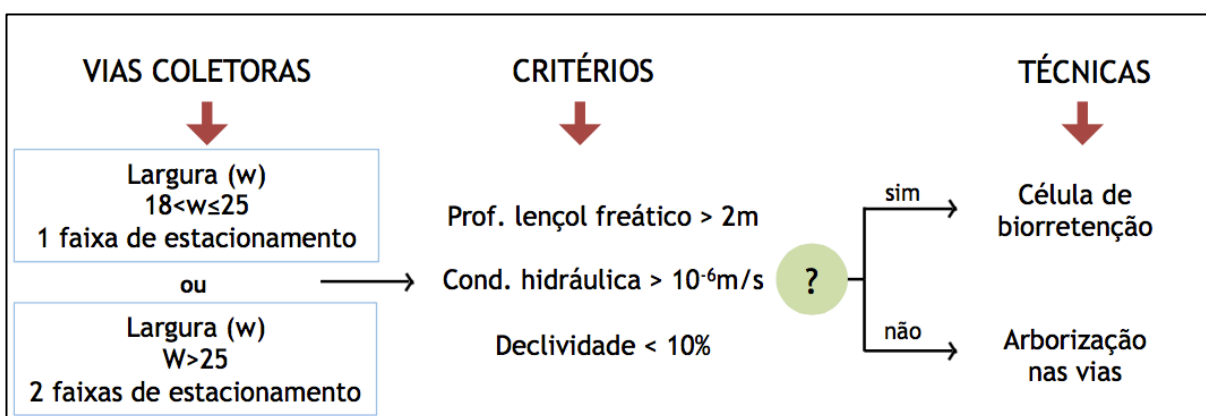 VIAS COLETORAS
Largura (w)
18<w≤25
1 faixa de estacionamento
ou
Largura (w)
W>25
2 faixas de estacionamento
CRITÉRIOS
Prof. lençol freático > 2m
Cond. hidráulica > 10⁻⁶m/s
Declividade < 10%
?
sim
não
TÉCNICAS
Célula de
biorretenção
Arborização
nas vias